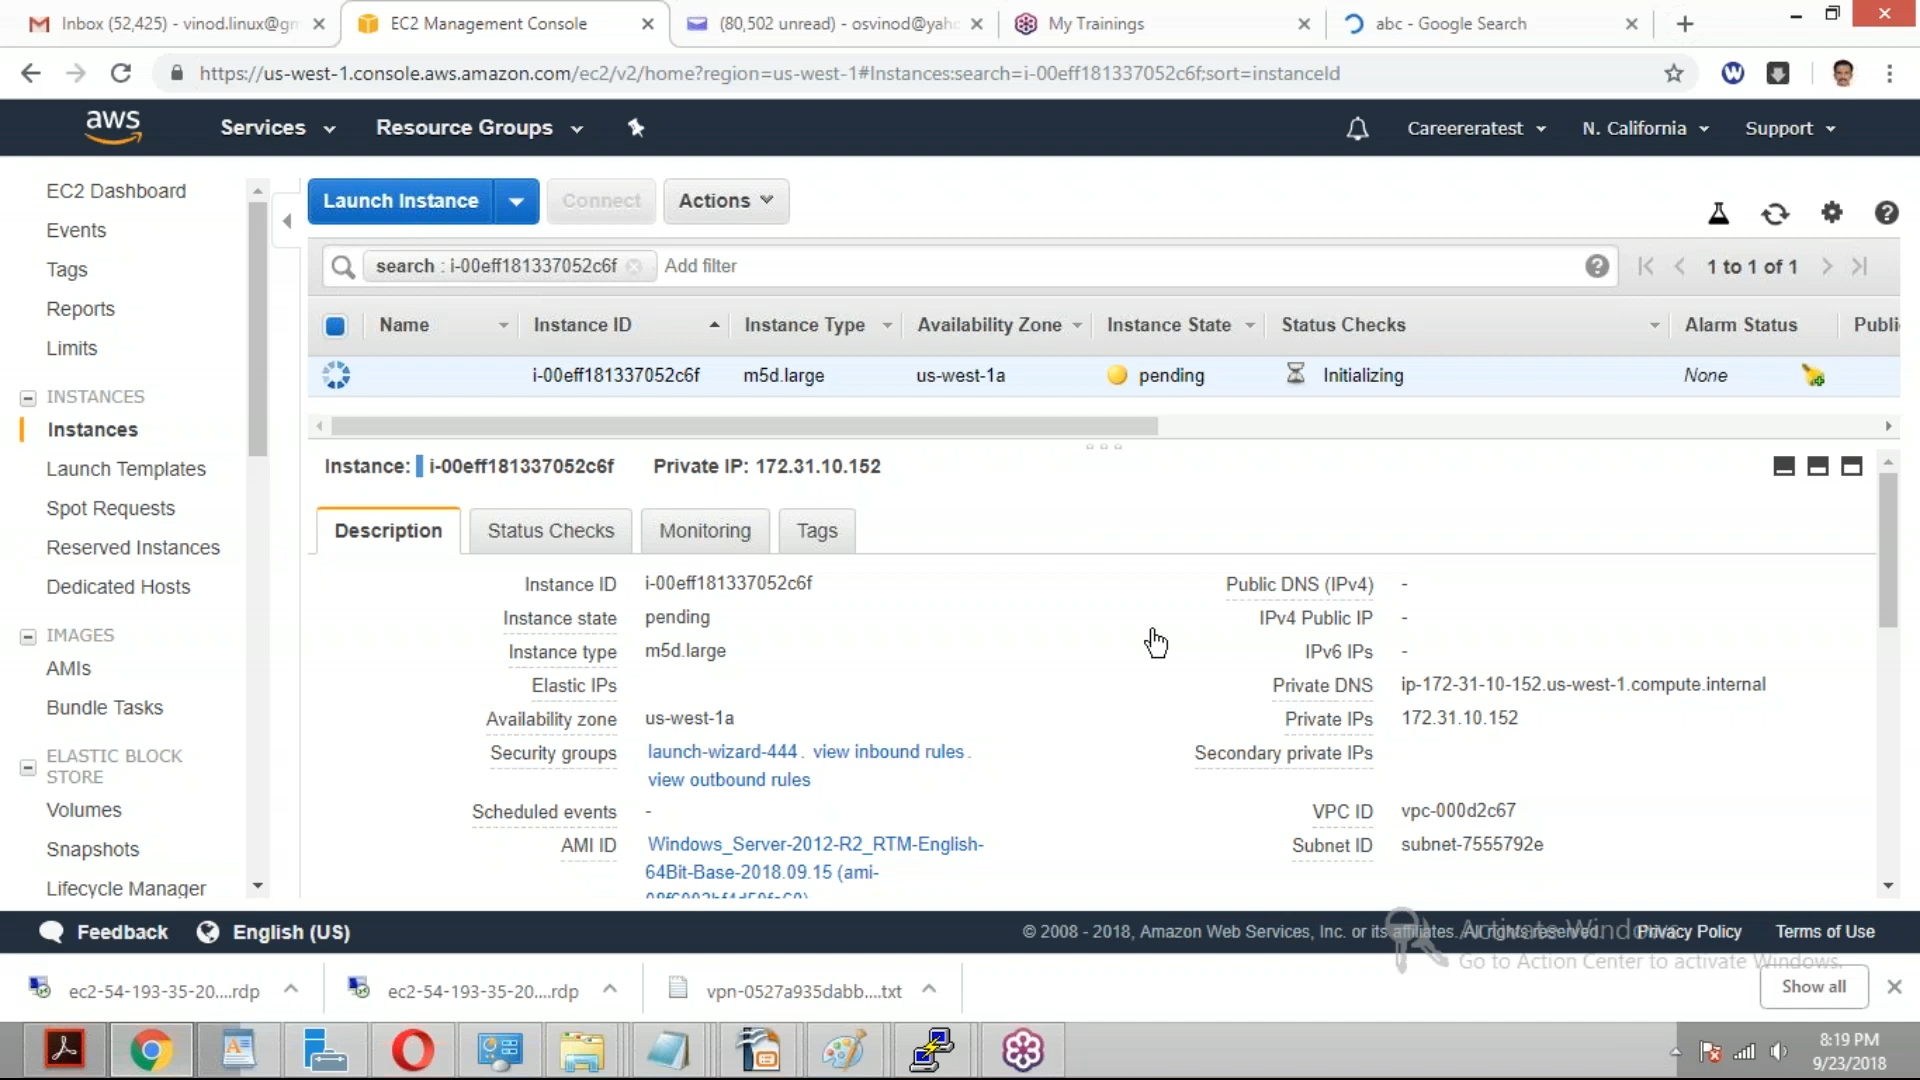 Inbox (52,425) - vinod.linux@gm
EC2 Management Console
(80,502 unread) - osvinod@yaho
My Trainings
abc - Google Search
https://us-west-1.console.aws.amazon.com/ec2/v2/home?region=us-west-1#Instances:search=i-00eff181337052c6f;sort=instanceId
aws
Services
Resource Groups
Careereratest
N. California
Support
EC2 Dashboard
Events
Tags
Reports
Limits
INSTANCES
Instances
Launch Templates
Spot Requests
Reserved Instances
Dedicated Hosts
IMAGES
AMIs
Bundle Tasks
ELASTIC BLOCK
STORE
Volumes
Snapshots
Lifecycle Manager
Launch Instance
Connect
Actions
search : i-00eff181337052c6f
Add filter
1 to 1 of 1
Name
Instance ID
Instance Type
Availability Zone
Instance State
Status Checks
Alarm Status
Publi
i-00eff181337052c6f
m5d.large
us-west-1a
pending
Initializing
None
Instance: i-00eff181337052c6f
Private IP: 172.31.10.152
Description
Status Checks
Monitoring
Tags
Instance ID i-00eff181337052c6f
Instance state pending
Instance type m5d.large
Elastic IPs
Availability zone us-west-1a
Security groups launch-wizard-444. view inbound rules.
view outbound rules
Scheduled events -
AMI ID Windows_Server-2012-R2_RTM-English-
64Bit-Base-2018.09.15 (ami-
Public DNS (IPv4) -
IPv4 Public IP -
IPv6 IPs -
Private DNS ip-172-31-10-152.us-west-1.compute.internal
Private IPs 172.31.10.152
Secondary private IPs
VPC ID vpc-000d2c67
Subnet ID subnet-7555792e
Feedback
English (US)
© 2008 - 2018, Amazon Web Services, Inc. or its affiliates. All rights reserved.
Privacy Policy
Terms of Use
Activate Windows
Go to Action Center to activate Windows.
ec2-54-193-35-20....rdp
ec2-54-193-35-20....rdp
vpn-0527a935dabb....txt
Show all
8:19 PM
9/23/2018